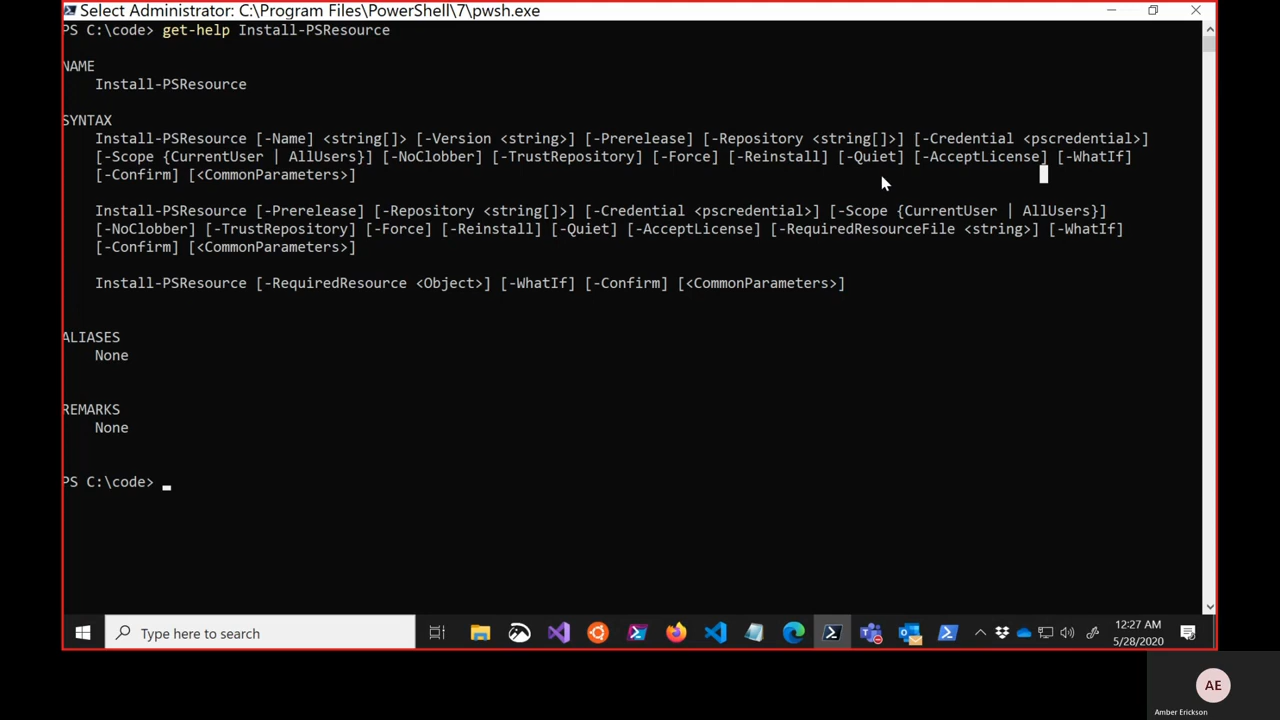 Select Administrator: C:\Program Files\PowerShell\7\pwsh.exe
PS C:\code> get-help Install-PSResource
NAME
Install-PSResource
SYNTAX
Install-PSResource [-Name] <string[]> [-Version <string>] [-Prerelease] [-Repository <string[]>] [-Credential <pscredential>]
[-Scope {CurrentUser | AllUsers}] [-NoClobber] [-TrustRepository] [-Force] [-Reinstall] [-Quiet] [-AcceptLicense] [-WhatIf]
[-Confirm] [<CommonParameters>]
Install-PSResource [-Prerelease] [-Repository <string[]>] [-Credential <pscredential>] [-Scope {CurrentUser | AllUsers}]
[-NoClobber] [-TrustRepository] [-Force] [-Reinstall] [-Quiet] [-AcceptLicense] [-RequiredResourceFile <string>] [-WhatIf]
[-Confirm] [<CommonParameters>]
Install-PSResource [-RequiredResource <Object>] [-WhatIf] [-Confirm] [<CommonParameters>]
ALIASES
None
REMARKS
None
PS C:\code>
Type here to search
12:27 AM
5/28/2020
AE
Amber Erickson